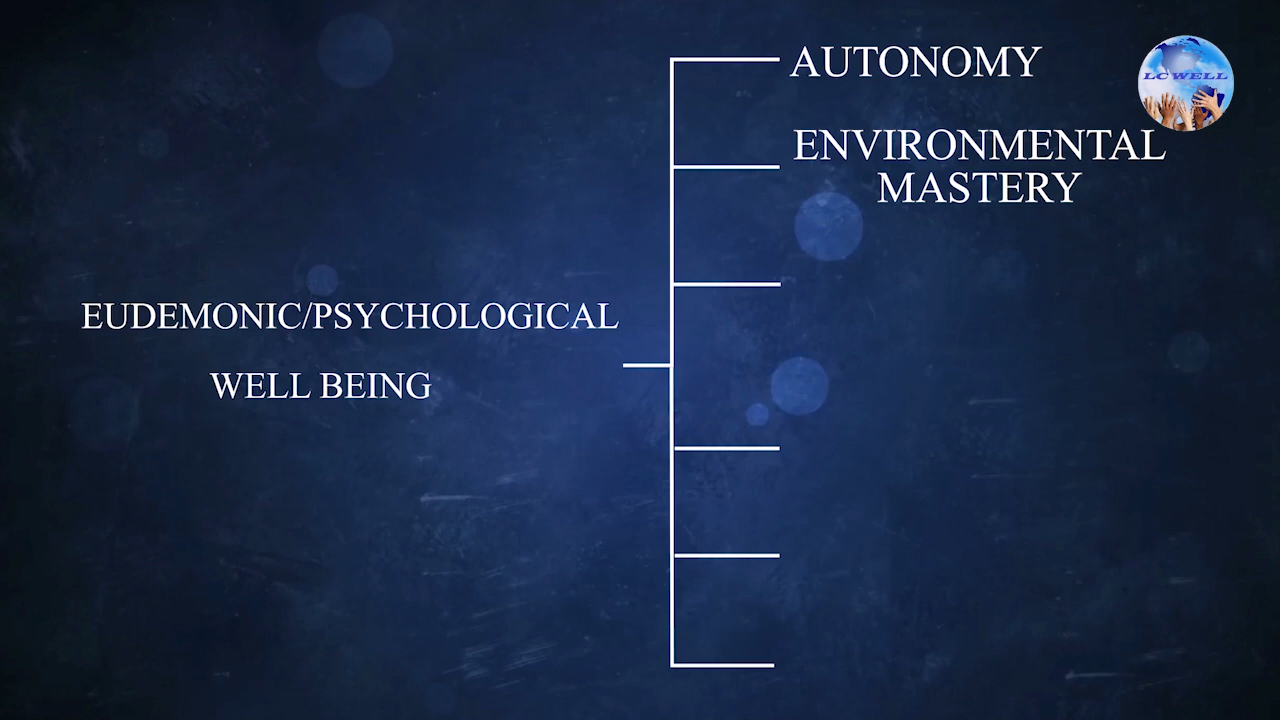 AUTONOMY
LC WELL
ENVIRONMENTAL
MASTERY
EUDEMONIC/PSYCHOLOGICAL
WELL BEING